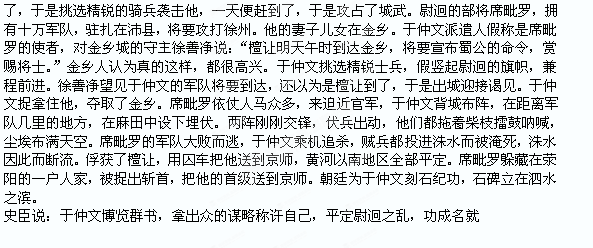 了，于是挑选精锐的骑兵袭击他，一天便赶到了，于是攻占了城武。尉迥的部将席毗罗，拥
有十万军队，驻扎在沛县，将要攻打徐州。他的妻子儿女在金乡。于仲文派遣人假称是席毗
罗的使者，对金乡城的守主徐善净说：“檀让明天午时到达金乡，将要宣布蜀公的命令，赏
赐将士。”金乡人认为真的这样，都很高兴。于仲文挑选精锐士兵，假竖起尉迥的旗帜，兼
程前进。徐善净望见于仲文的军队将要到达，还以为是檀让到了，于是出城迎接谒见。于仲
文捉拿住他，夺取了金乡。席毗罗依仗人马众多，来迫近官军，于仲文背城布阵，在距离军
队几里的地方，在麻田中设下埋伏。两阵刚刚交锋，伏兵出动，他们都拖着柴枝擂鼓呐喊，
尘埃布满天空。席毗罗的军队大败而逃，于仲文乘机追杀，贼兵都投进洙水而被淹死，洙水
因此而断流。俘获了檀让，用囚车把他送到京师，黄河以南地区全部平定。席毗罗躲藏在荥
阳的一户人家，被捉出斩首，把他的首级送到京师。朝廷为于仲文刻石纪功，石碑立在泗水
之滨。
史臣说：于仲文博览群书，拿出众的谋略称许自己，平定尉迥之乱，功成名就